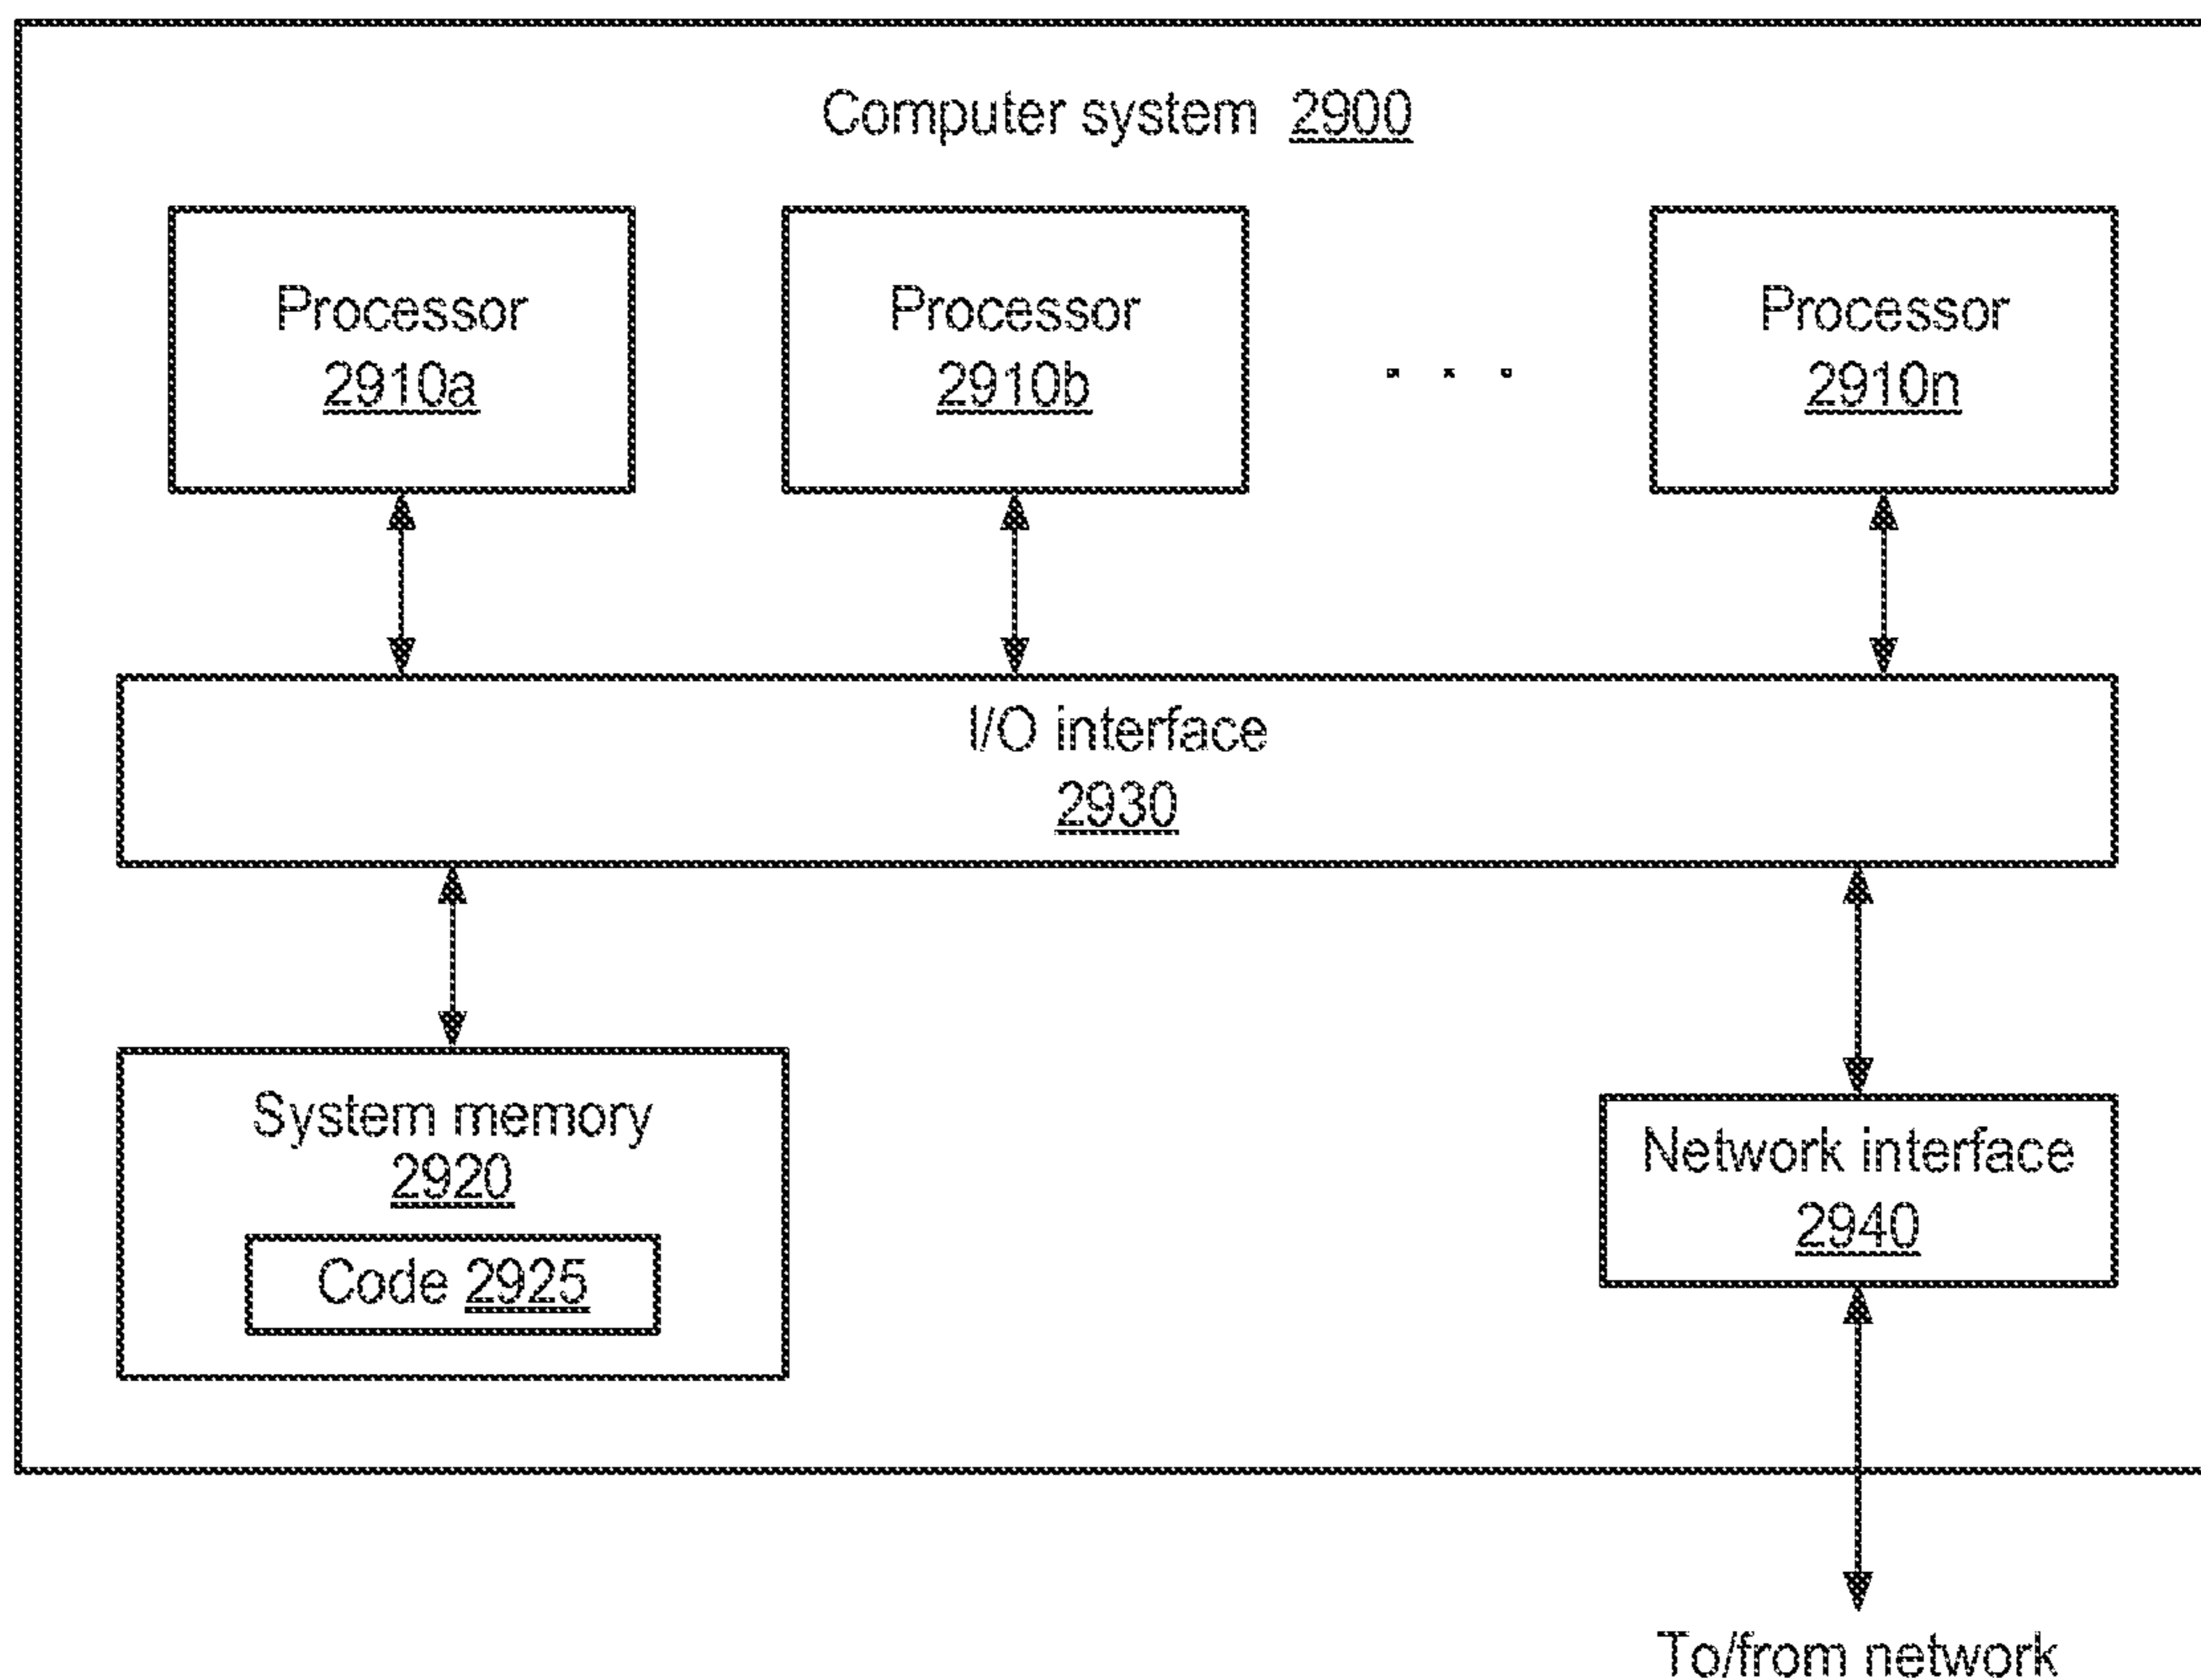 Computer system 2900
Processor
2910a
Processor
2910b
. . .
Processor
2910n
I/O interface
2930
System memory
2920
Code 2925
Network interface
2940
To/from network